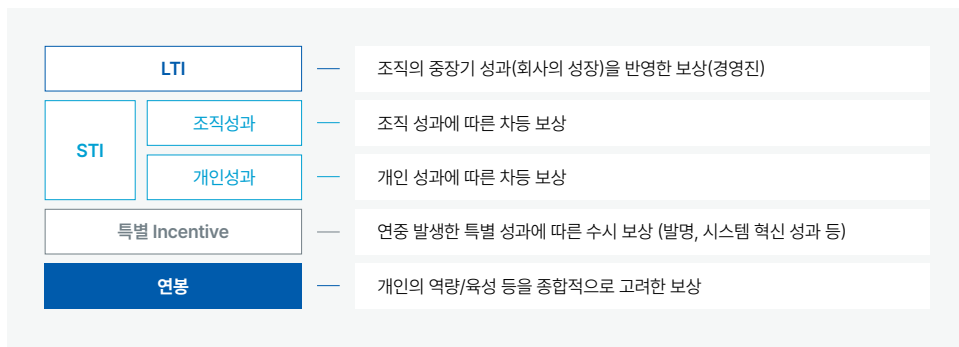 LTI
조직의 중장기 성과(회사의 성장)을 반영한 보상(경영진)
STI
조직성과
조직 성과에 따른 차등 보상
개인성과
개인 성과에 따른 차등 보상
특별 Incentive
연중 발생한 특별 성과에 따른 수시 보상 (발명, 시스템 혁신 성과 등)
연봉
개인의 역량/육성 등을 종합적으로 고려한 보상